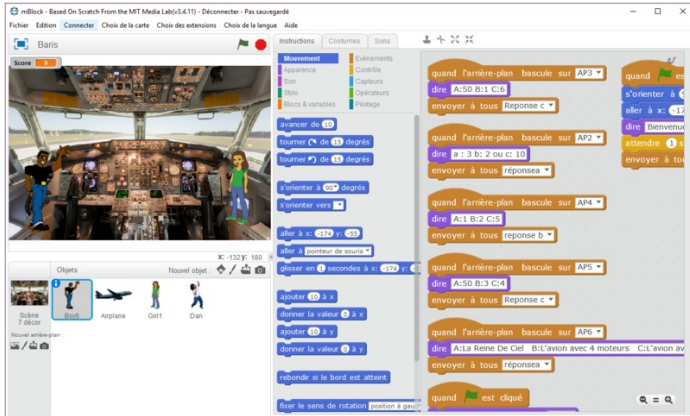 mBlock - Based On Scratch From the MIT Media Lab(v3.4.11) - Déconnecter - Pas sauvegardé
Fichier Edition Connecter Choix de la carte Choix des extensions Choix de la langue Aide
Baris
Score
Instructions Costumes Sons
Mouvement Evénements
Apparence Contrôle
Son Capteurs
Stylo Opérateurs
Blocs & variables Pilotage
avancer de 10
tourner de 15 degrés
tourner de 15 degrés
s'orienter à 90 degrés
s'orienter vers
aller à x: -174 y: -55
aller à pointeur de souris
glisser en 1 secondes à x: -174 y:
ajouter 10 à x
donner la valeur 0 à x
ajouter 10 à y
donner la valeur 0 à y
rebondir si le bord est atteint
fixer le sens de rotation position à gau
quand l'arrière-plan bascule sur AP3
dire A:50 B:1 C:6
envoyer à tous Reponse c
quand l'arrière-plan bascule sur AP2
dire a : 3 b: 2 ou c: 10
envoyer à tous réponsea
quand l'arrière-plan bascule sur AP4
dire A:1 B:2 C:5
envoyer à tous reponse b
quand l'arrière-plan bascule sur AP5
dire A:50 B:3 C:4
envoyer à tous Reponse c
quand l'arrière-plan bascule sur AP6
dire A:La Reine De Ciel B:L'avion avec 4 moteurs C:L'avion av
envoyer à tous réponsea
quand est cliqué
quand es
s'orienter à
aller à x: -17
dire Bienvenu
attendre 1 s
envoyer à to
x: -132 y: 180
Objets Nouvel objet :
Scène
7 décor
Boy6
Airplane
Girl1
Dan
Nouvel arrière-plan :